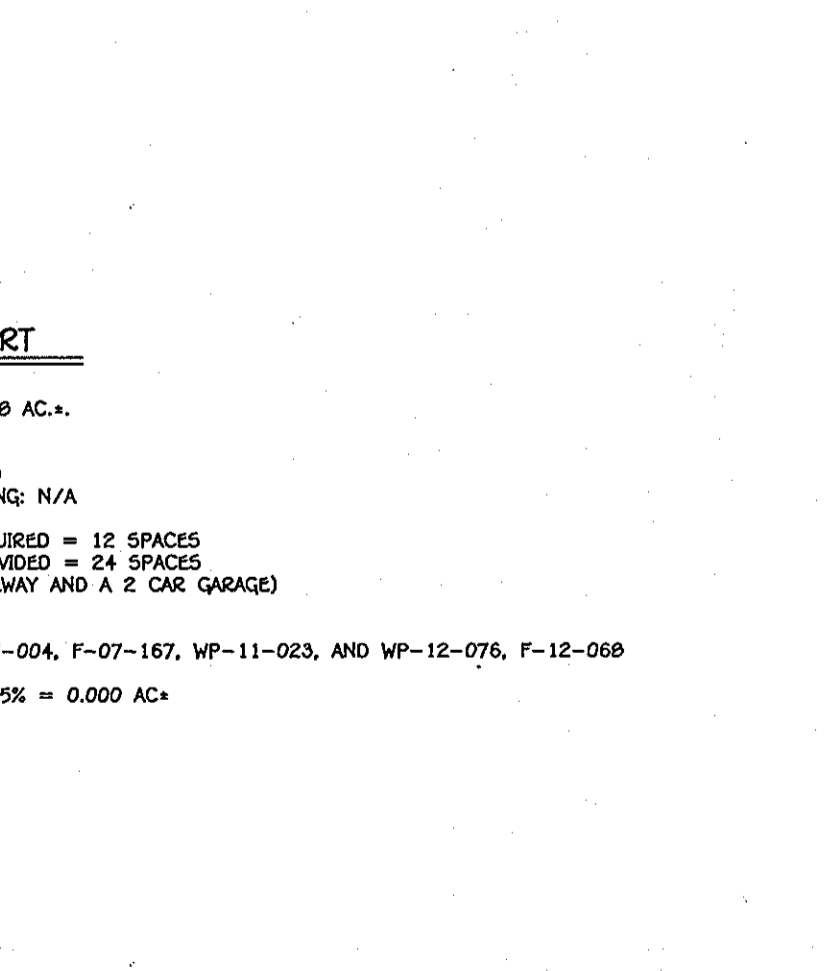 RT
8 AC.±.
NG: N/A
UIRED = 12 SPACES
VIDED = 24 SPACES
WAY AND A 2 CAR GARAGE)
-004, F-07-167, WP-11-023, AND WP-12-076, F-12-068
5% = 0.000 AC±